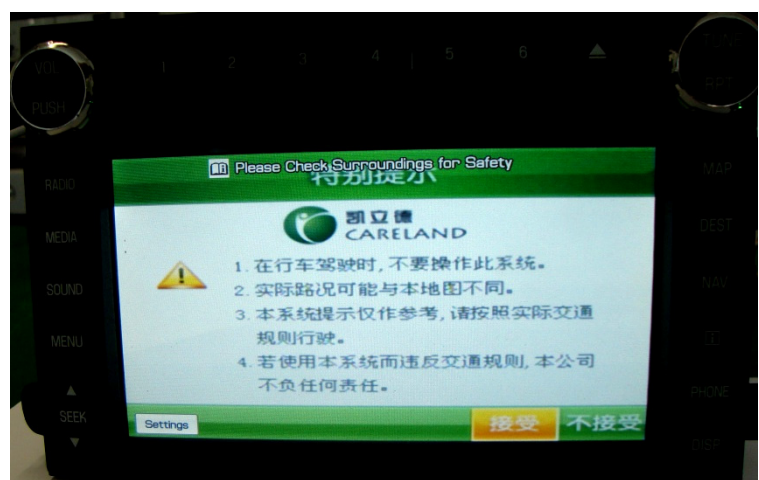 VOL
PUSH
1 2 3 4 5 6
TUNE
RPT
RADIO
MEDIA
SOUND
MENU
SEEK
Please Check Surroundings for Safety
特别提示
凯立德
CARELAND
1. 在行车驾驶时, 不要操作此系统。
2. 实际路况可能与本地图不同。
3. 本系统提示仅作参考, 请按照实际交通
规则行驶。
4. 若使用本系统而违反交通规则, 本公司
不负任何责任。
Settings
接受
不接受
MAP
DEST
NAV
i
PHONE
DISP